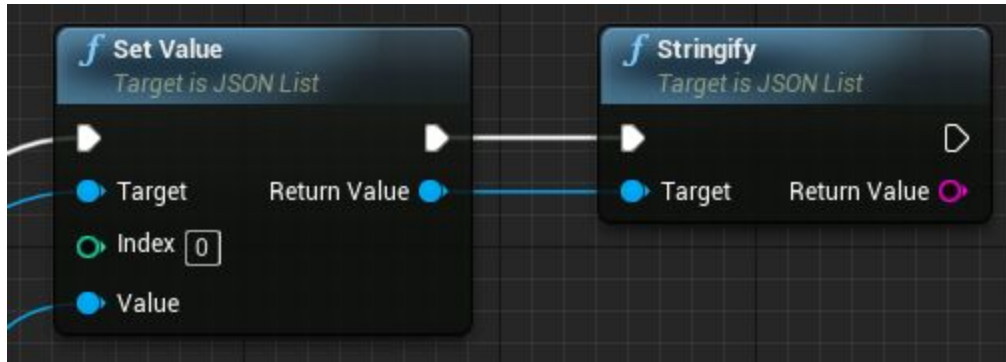 f Set Value
Target is JSON List
Target Return Value
Index 0
Value
f Stringify
Target is JSON List
Target Return Value